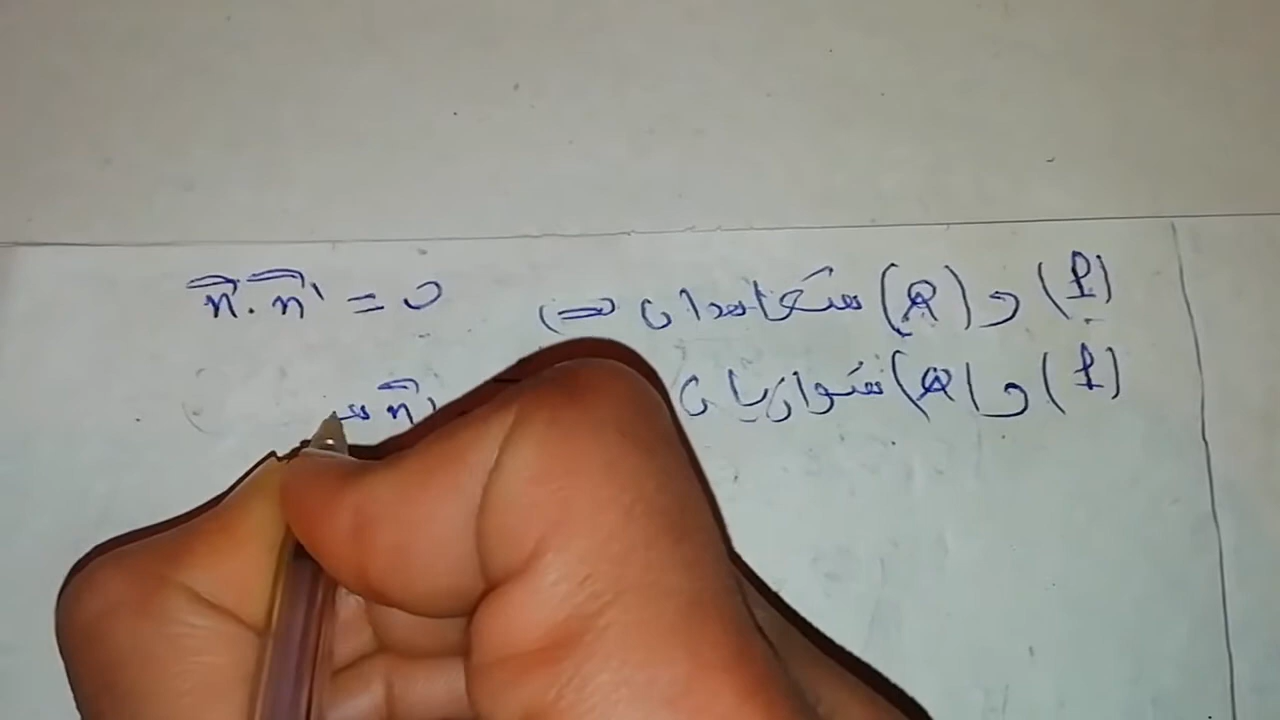 (P) و (Q) متعامدان ⟺ n⃗.n⃗' = 0
(P) و (Q) متوازيان n⃗'